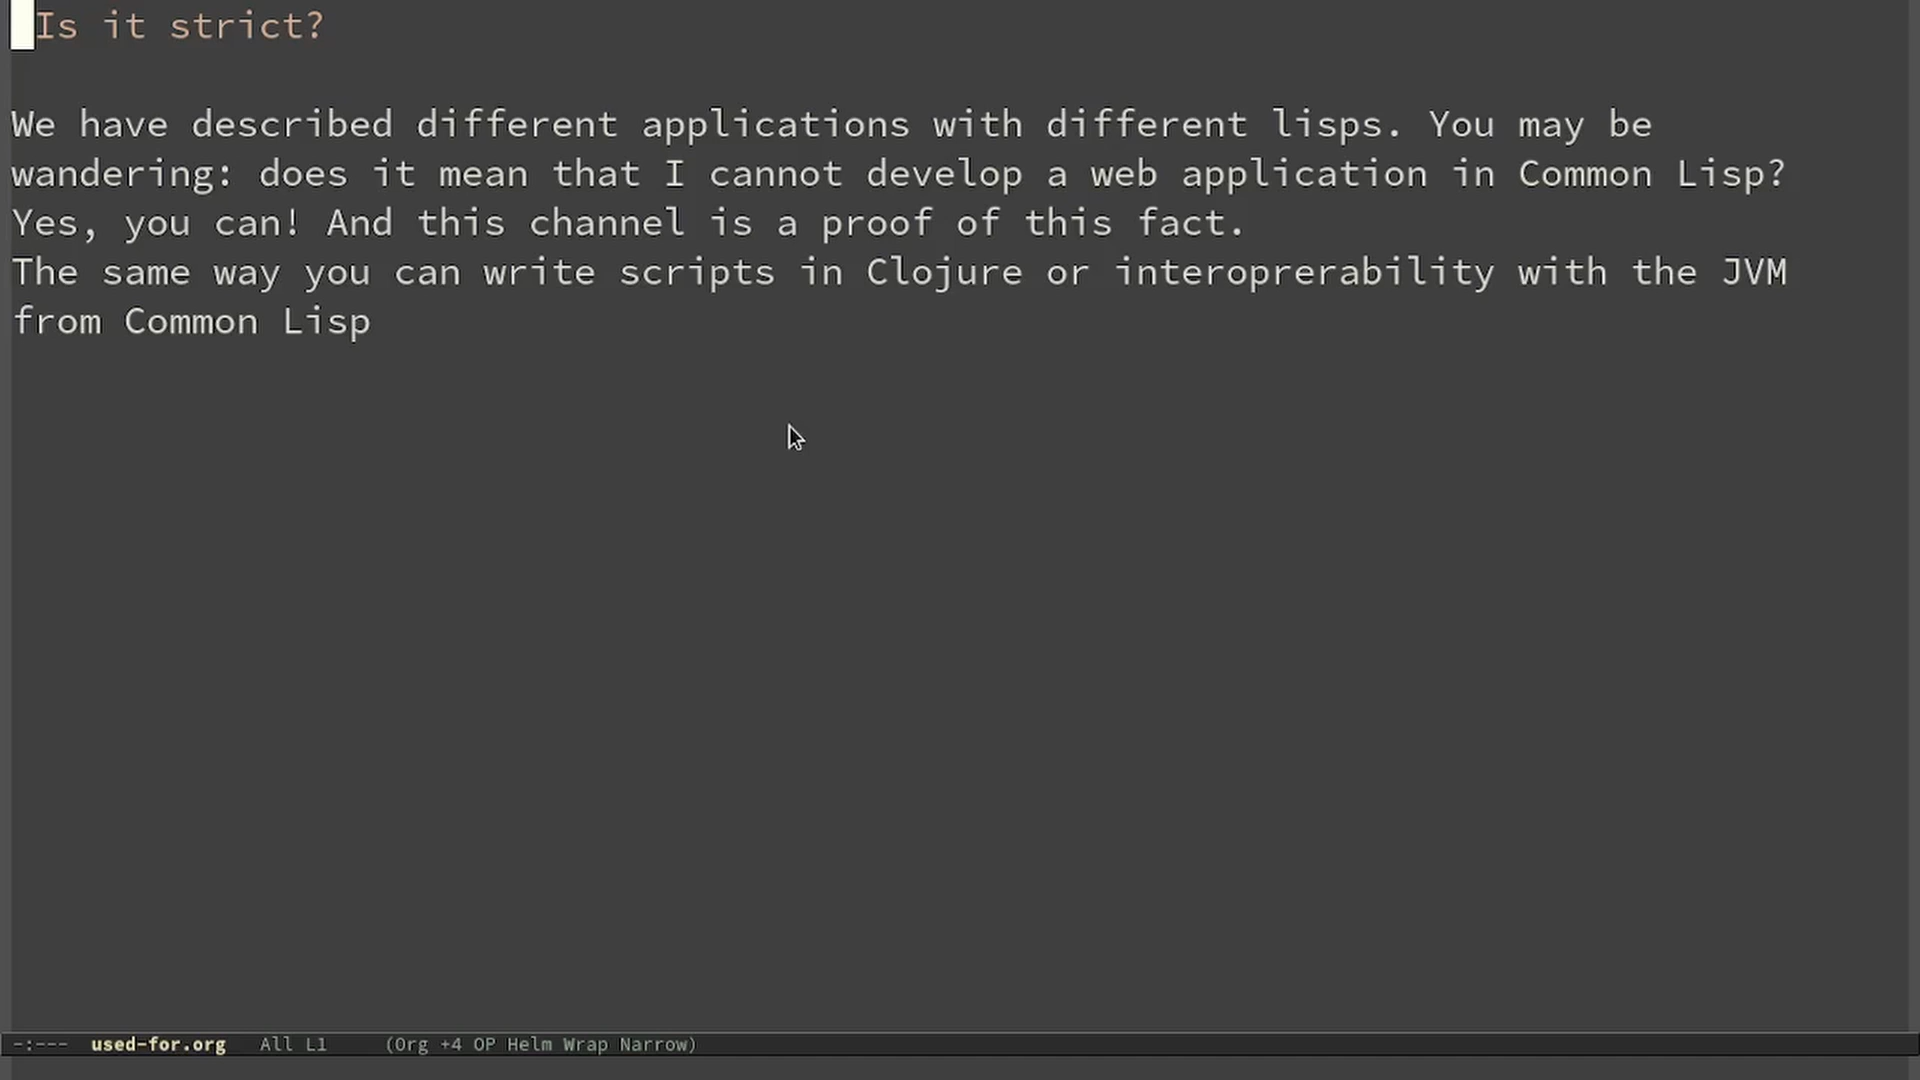 Is it strict?
We have described different applications with different lisps. You may be
wandering: does it mean that I cannot develop a web application in Common Lisp?
Yes, you can! And this channel is a proof of this fact.
The same way you can write scripts in Clojure or interoprerability with the JVM
from Common Lisp
-:--- used-for.org All L1 (Org +4 OP Helm Wrap Narrow)